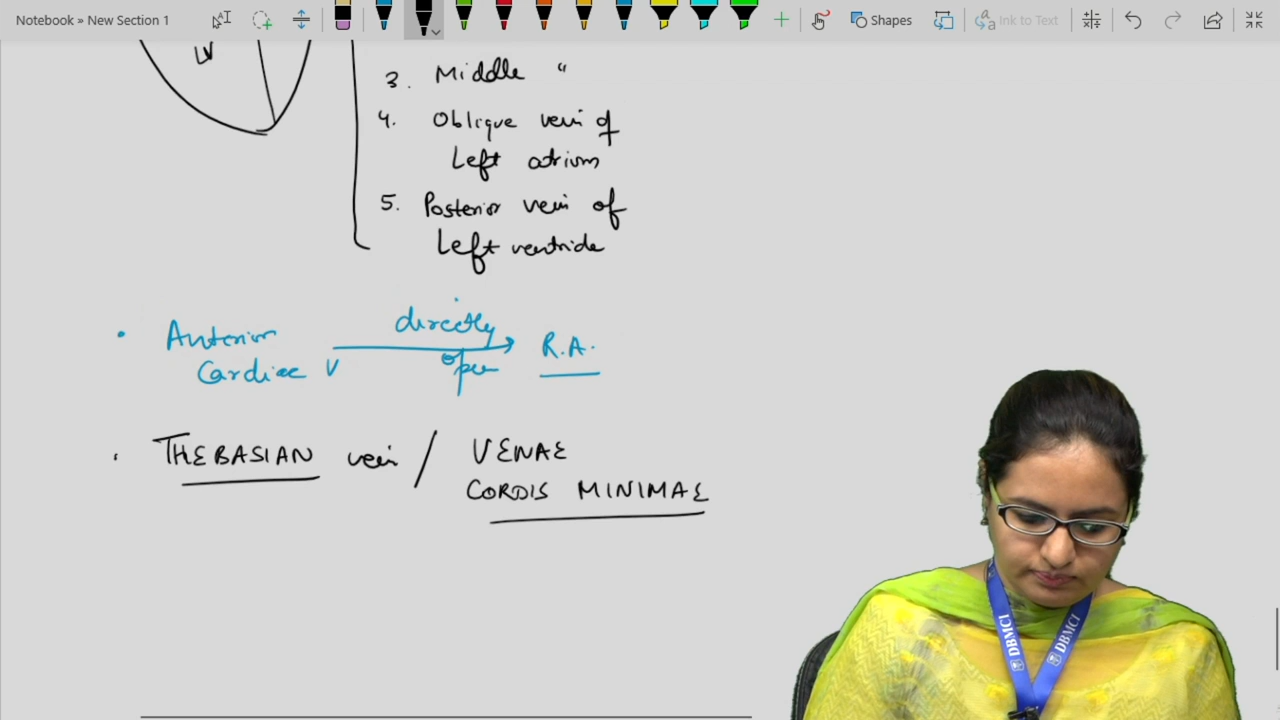 Notebook » New Section 1
Shapes
Ink to Text
LV
3. Middle "
4. Oblique vein of
Left atrium
5. Posterior vein of
Left ventricle
directly
• Anterior
R.A.
Cardiac V
open
• THEBASIAN vein / VENAE
CORDIS MINIMAE
DBMCI
DBMCI